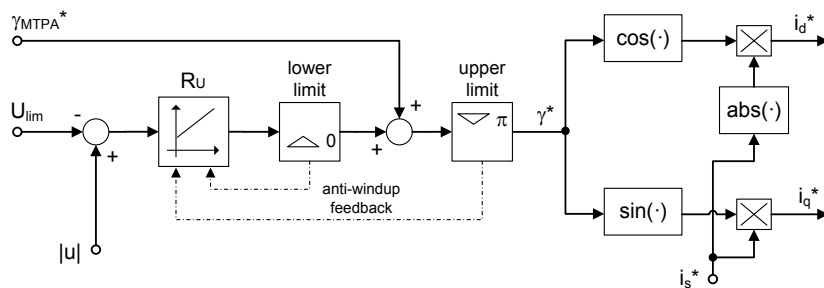 γMTPA*
Ulim
-
+
|u|
RU
lower
limit
0
anti-windup
feedback
+
+
upper
limit
π
γ*
cos(·)
sin(·)
abs(·)
id*
iq*
is*